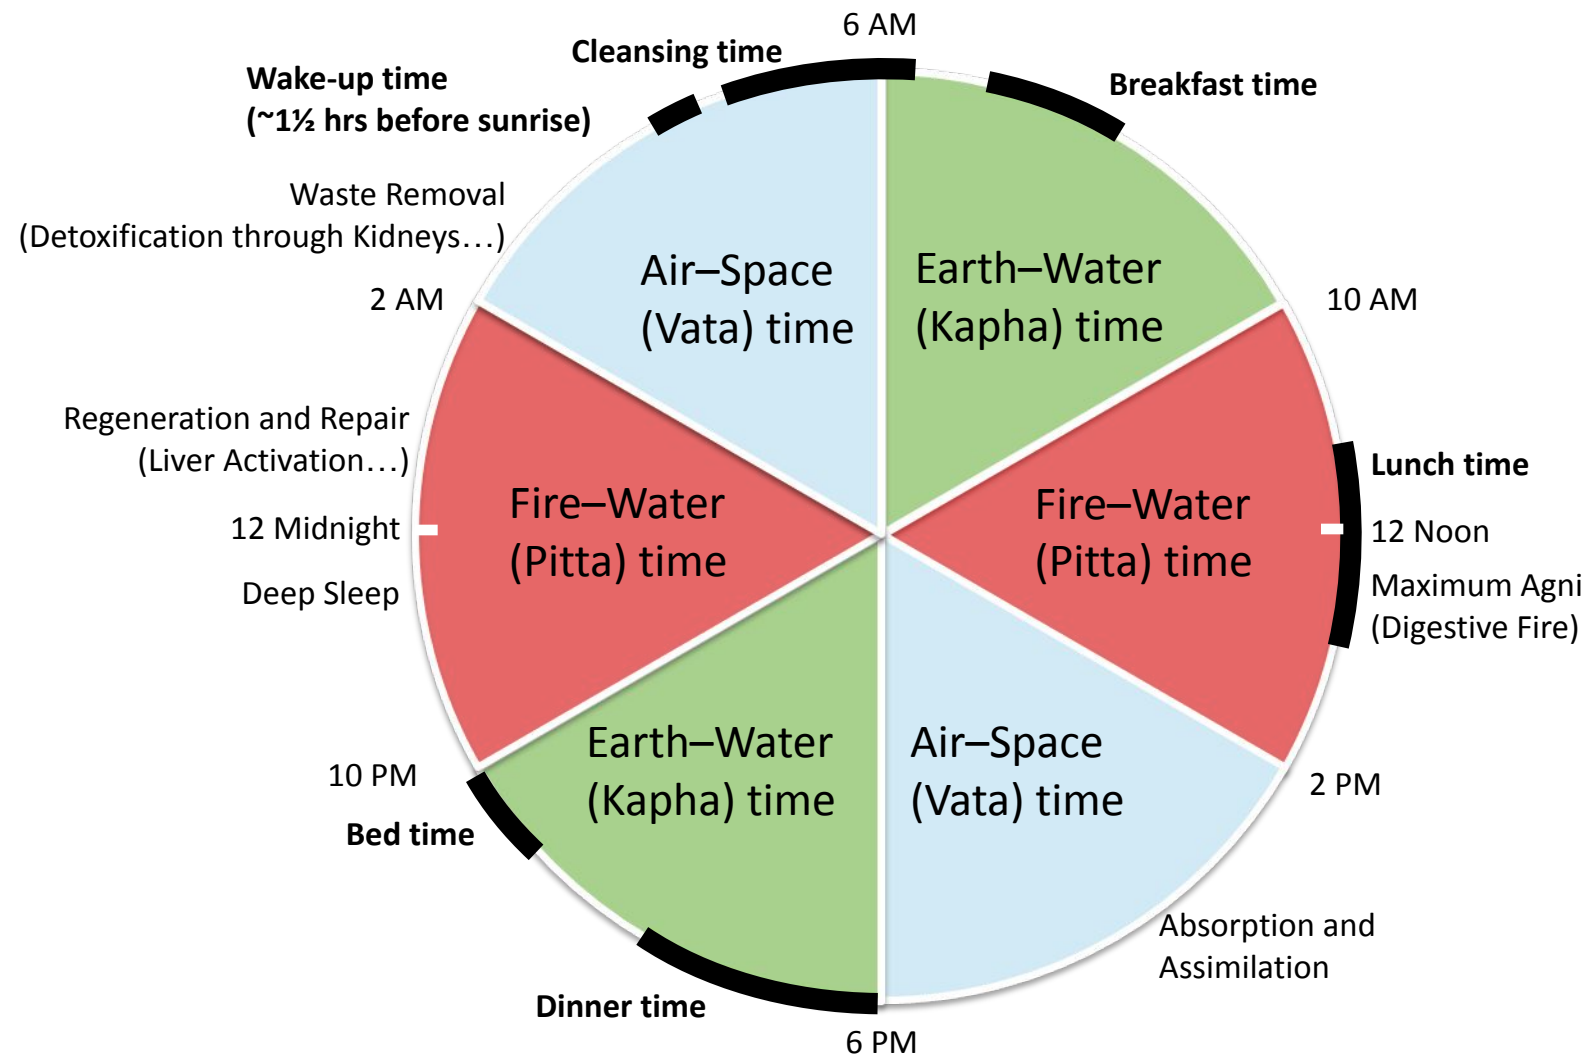 6 AM
Cleansing time
Wake-up time
(~1½ hrs before sunrise)
Breakfast time
Waste Removal
(Detoxification through Kidneys…)
2 AM
Air–Space
(Vata) time
Earth–Water
(Kapha) time
10 AM
Regeneration and Repair
(Liver Activation…)
12 Midnight
Deep Sleep
Fire–Water
(Pitta) time
Fire–Water
(Pitta) time
Lunch time
12 Noon
Maximum Agni
(Digestive Fire)
10 PM
Bed time
Earth–Water
(Kapha) time
Air–Space
(Vata) time
2 PM
Absorption and
Assimilation
Dinner time
6 PM